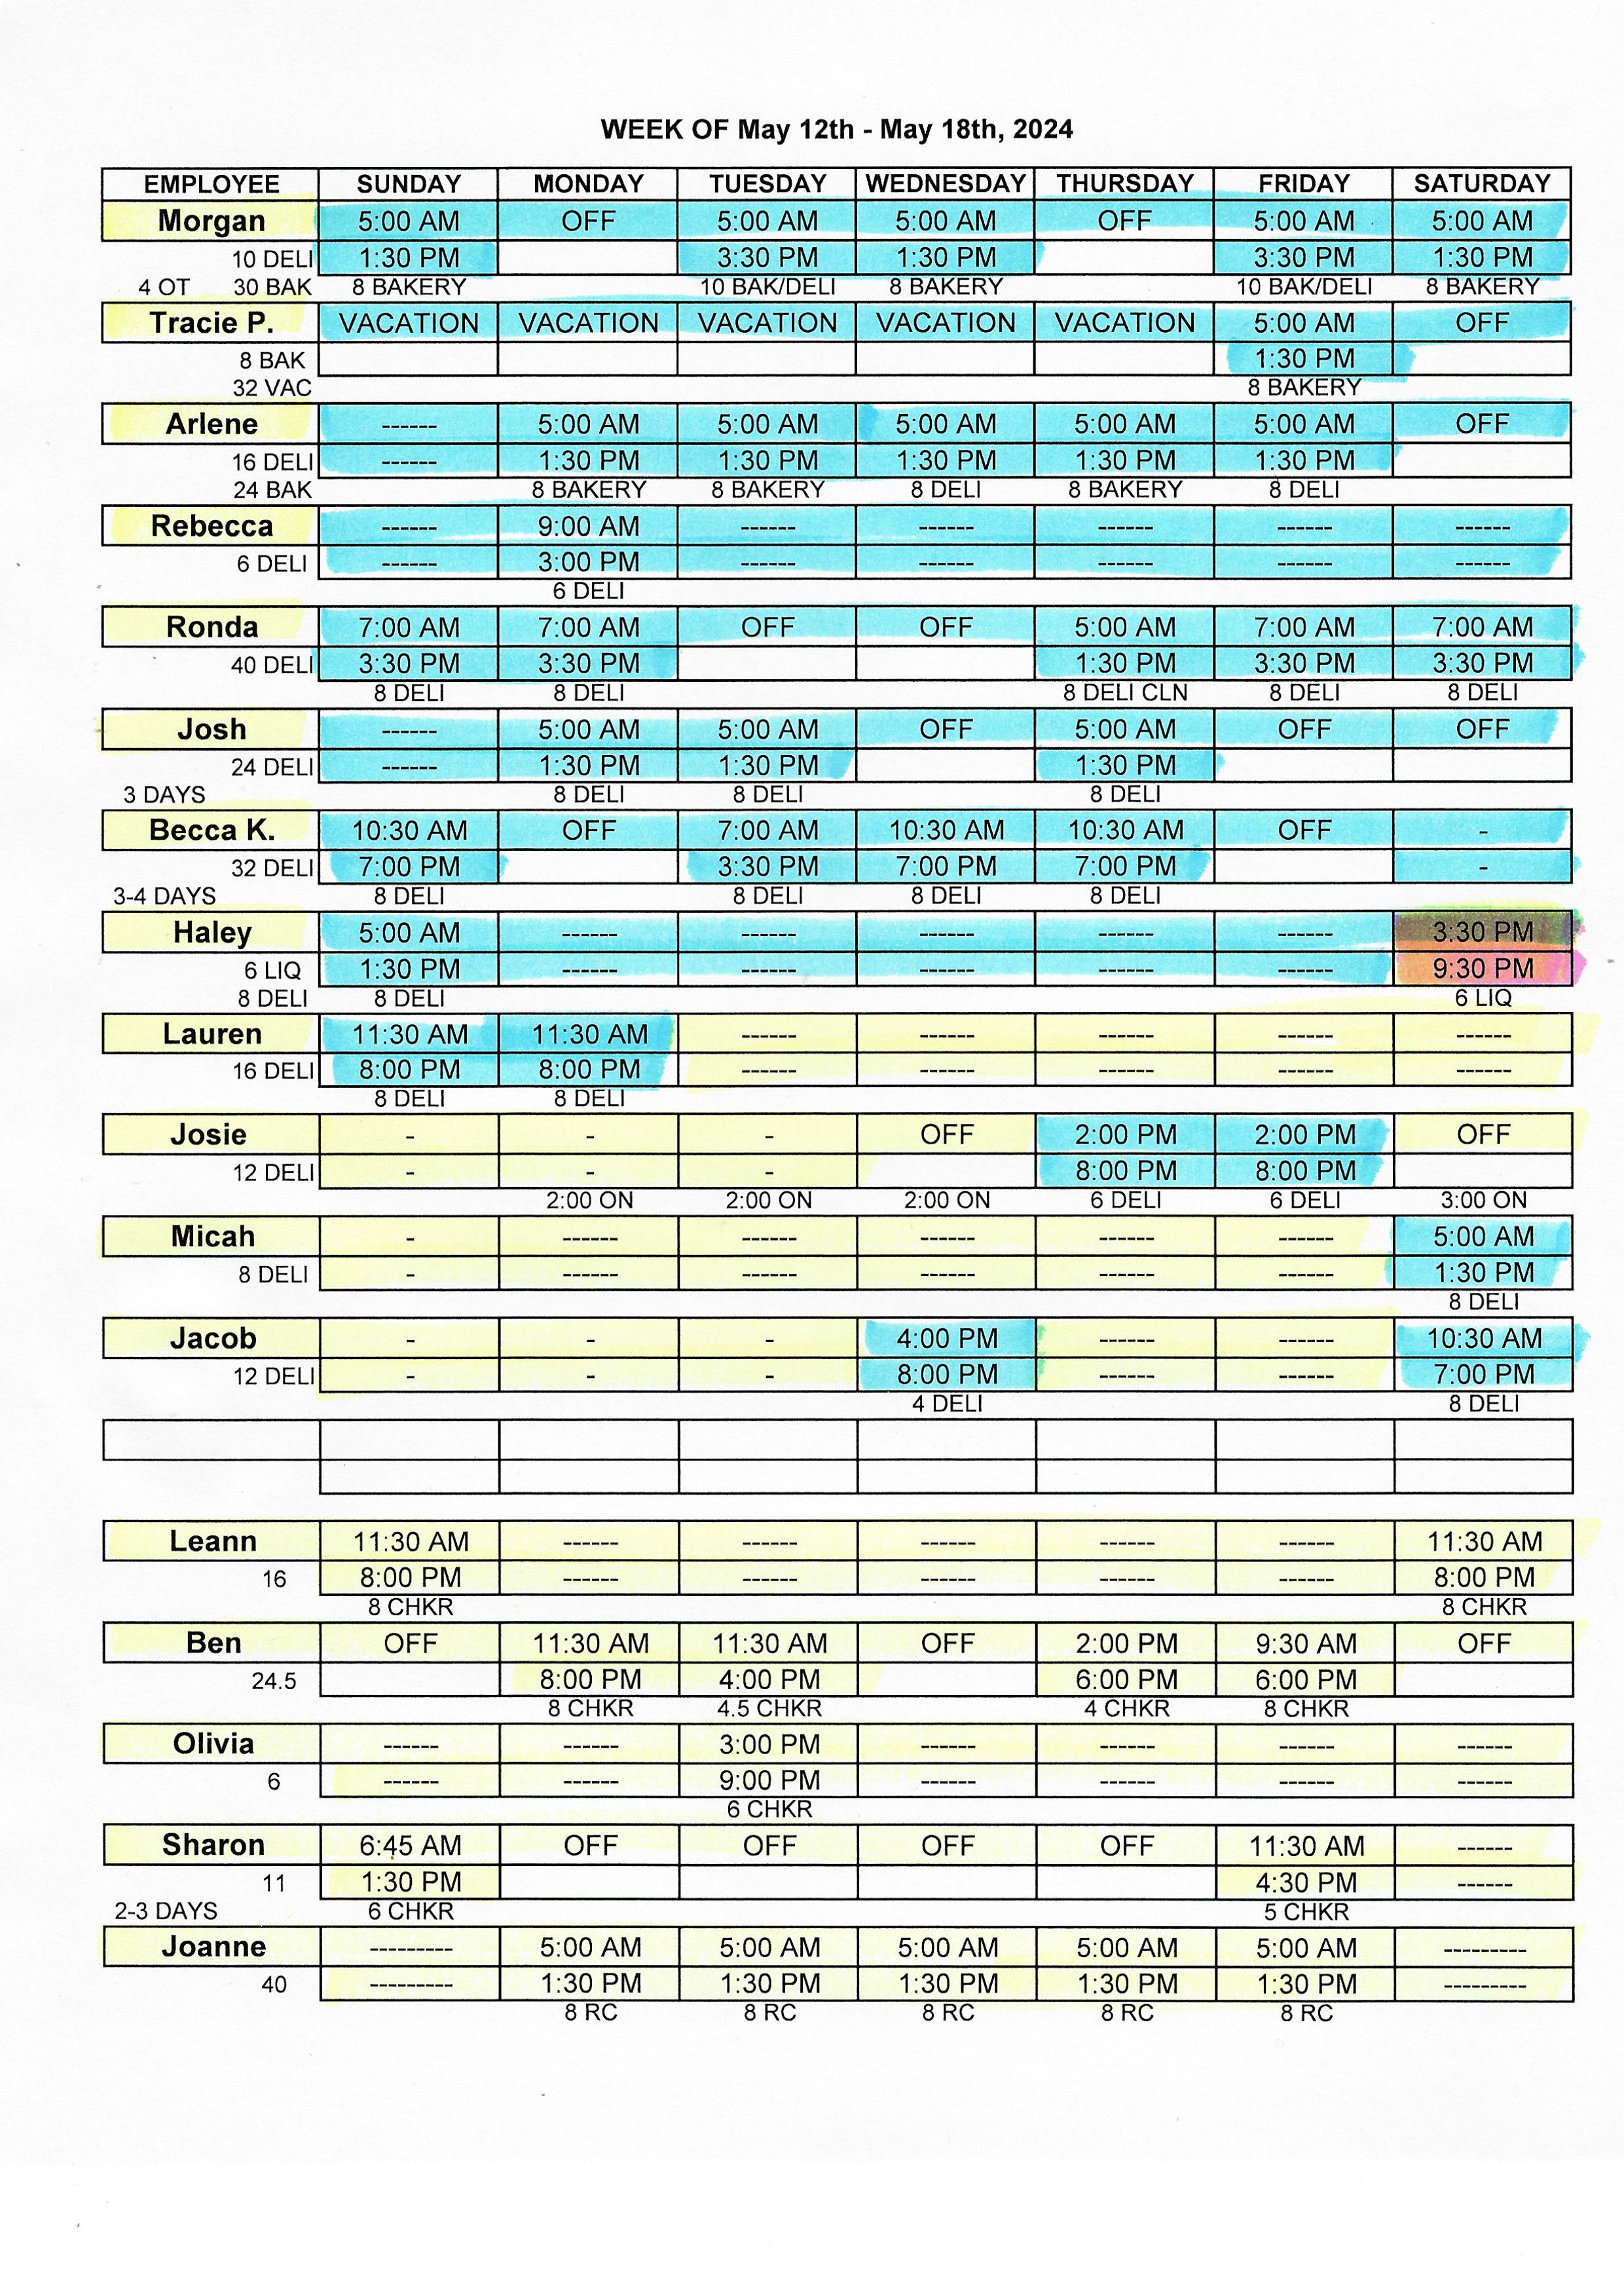 WEEK OF May 12th - May 18th, 2024
EMPLOYEE SUNDAY MONDAY TUESDAY WEDNESDAY THURSDAY FRIDAY SATURDAY
Morgan 5:00 AM OFF 5:00 AM 5:00 AM OFF 5:00 AM 5:00 AM
10 DELI 1:30 PM 3:30 PM 1:30 PM 3:30 PM 1:30 PM
4 OT 30 BAK 8 BAKERY 10 BAK/DELI 8 BAKERY 10 BAK/DELI 8 BAKERY
Tracie P. VACATION VACATION VACATION VACATION VACATION 5:00 AM OFF
8 BAK 1:30 PM
32 VAC 8 BAKERY
Arlene ------ 5:00 AM 5:00 AM 5:00 AM 5:00 AM 5:00 AM OFF
16 DELI ------ 1:30 PM 1:30 PM 1:30 PM 1:30 PM 1:30 PM
24 BAK 8 BAKERY 8 BAKERY 8 DELI 8 BAKERY 8 DELI
Rebecca ------ 9:00 AM ------ ------ ------ ------ ------
6 DELI ------ 3:00 PM ------ ------ ------ ------ ------
6 DELI
Ronda 7:00 AM 7:00 AM OFF OFF 5:00 AM 7:00 AM 7:00 AM
40 DELI 3:30 PM 3:30 PM 1:30 PM 3:30 PM 3:30 PM
8 DELI 8 DELI 8 DELI CLN 8 DELI 8 DELI
Josh ------ 5:00 AM 5:00 AM OFF 5:00 AM OFF OFF
24 DELI ------ 1:30 PM 1:30 PM 1:30 PM
3 DAYS 8 DELI 8 DELI 8 DELI
Becca K. 10:30 AM OFF 7:00 AM 10:30 AM 10:30 AM OFF -
32 DELI 7:00 PM 3:30 PM 7:00 PM 7:00 PM -
3-4 DAYS 8 DELI 8 DELI 8 DELI 8 DELI
Haley 5:00 AM ------ ------ ------ ------ ------ 3:30 PM
6 LIQ 1:30 PM ------ ------ ------ ------ ------ 9:30 PM
8 DELI 8 DELI 6 LIQ
Lauren 11:30 AM 11:30 AM ------ ------ ------ ------ ------
16 DELI 8:00 PM 8:00 PM ------ ------ ------ ------ ------
8 DELI 8 DELI
Josie - - - OFF 2:00 PM 2:00 PM OFF
12 DELI - - - 8:00 PM 8:00 PM
2:00 ON 2:00 ON 2:00 ON 6 DELI 6 DELI 3:00 ON
Micah - ------ ------ ------ ------ ------ 5:00 AM
8 DELI - ------ ------ ------ ------ ------ 1:30 PM
8 DELI
Jacob - - - 4:00 PM ------ ------ 10:30 AM
12 DELI - - - 8:00 PM ------ ------ 7:00 PM
4 DELI 8 DELI
Leann 11:30 AM ------ ------ ------ ------ ------ 11:30 AM
16 8:00 PM ------ ------ ------ ------ ------ 8:00 PM
8 CHKR 8 CHKR
Ben OFF 11:30 AM 11:30 AM OFF 2:00 PM 9:30 AM OFF
24.5 8:00 PM 4:00 PM 6:00 PM 6:00 PM
8 CHKR 4.5 CHKR 4 CHKR 8 CHKR
Olivia ------ ------ 3:00 PM ------ ------ ------ ------
6 ------ ------ 9:00 PM ------ ------ ------ ------
6 CHKR
Sharon 6:45 AM OFF OFF OFF OFF 11:30 AM ------
11 1:30 PM 4:30 PM ------
2-3 DAYS 6 CHKR 5 CHKR
Joanne --------- 5:00 AM 5:00 AM 5:00 AM 5:00 AM 5:00 AM ---------
40 --------- 1:30 PM 1:30 PM 1:30 PM 1:30 PM 1:30 PM ---------
8 RC 8 RC 8 RC 8 RC 8 RC